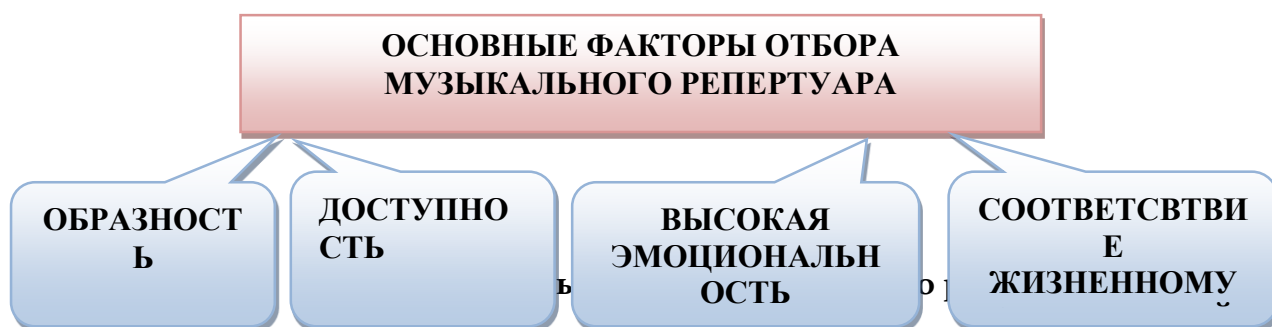 ОСНОВНЫЕ ФАКТОРЫ ОТБОРА
МУЗЫКАЛЬНОГО РЕПЕРТУАРА
ОБРАЗНОСТ
Ь
ДОСТУПНО
СТЬ
ВЫСОКАЯ
ЭМОЦИОНАЛЬН
ОСТЬ
СООТВЕТСВТВИ
Е
ЖИЗНЕННОМУ